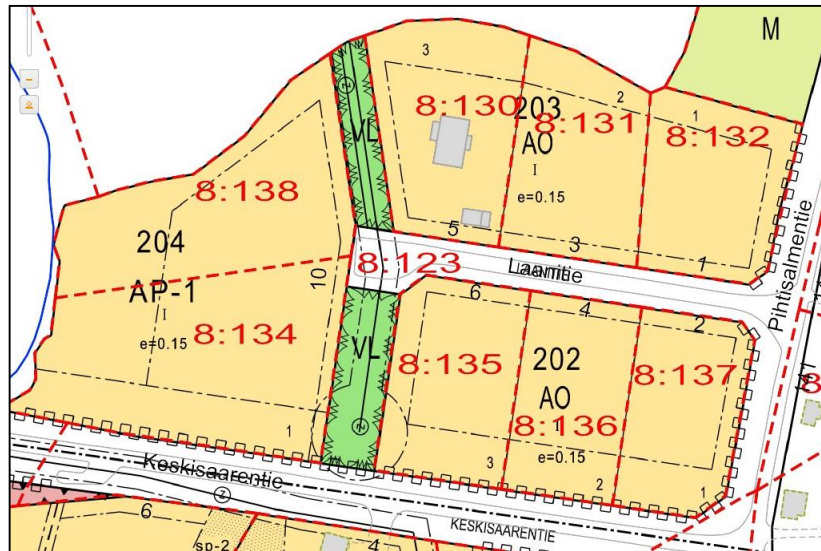 M
3
2
1
8:130
203
8:131
8:132
AO
I
e=0.15
VL
8:138
204
5
3
1
8:123
Laamitie
Pihtisalmentie
10
AP-1
I
e=0.15
8:134
6
4
2
VL
8:135
202
8:137
AO
8:136
e=0.15
1
3
2
1
Keskisaarentie
KESKISAARENTIE
6
sp-2
4